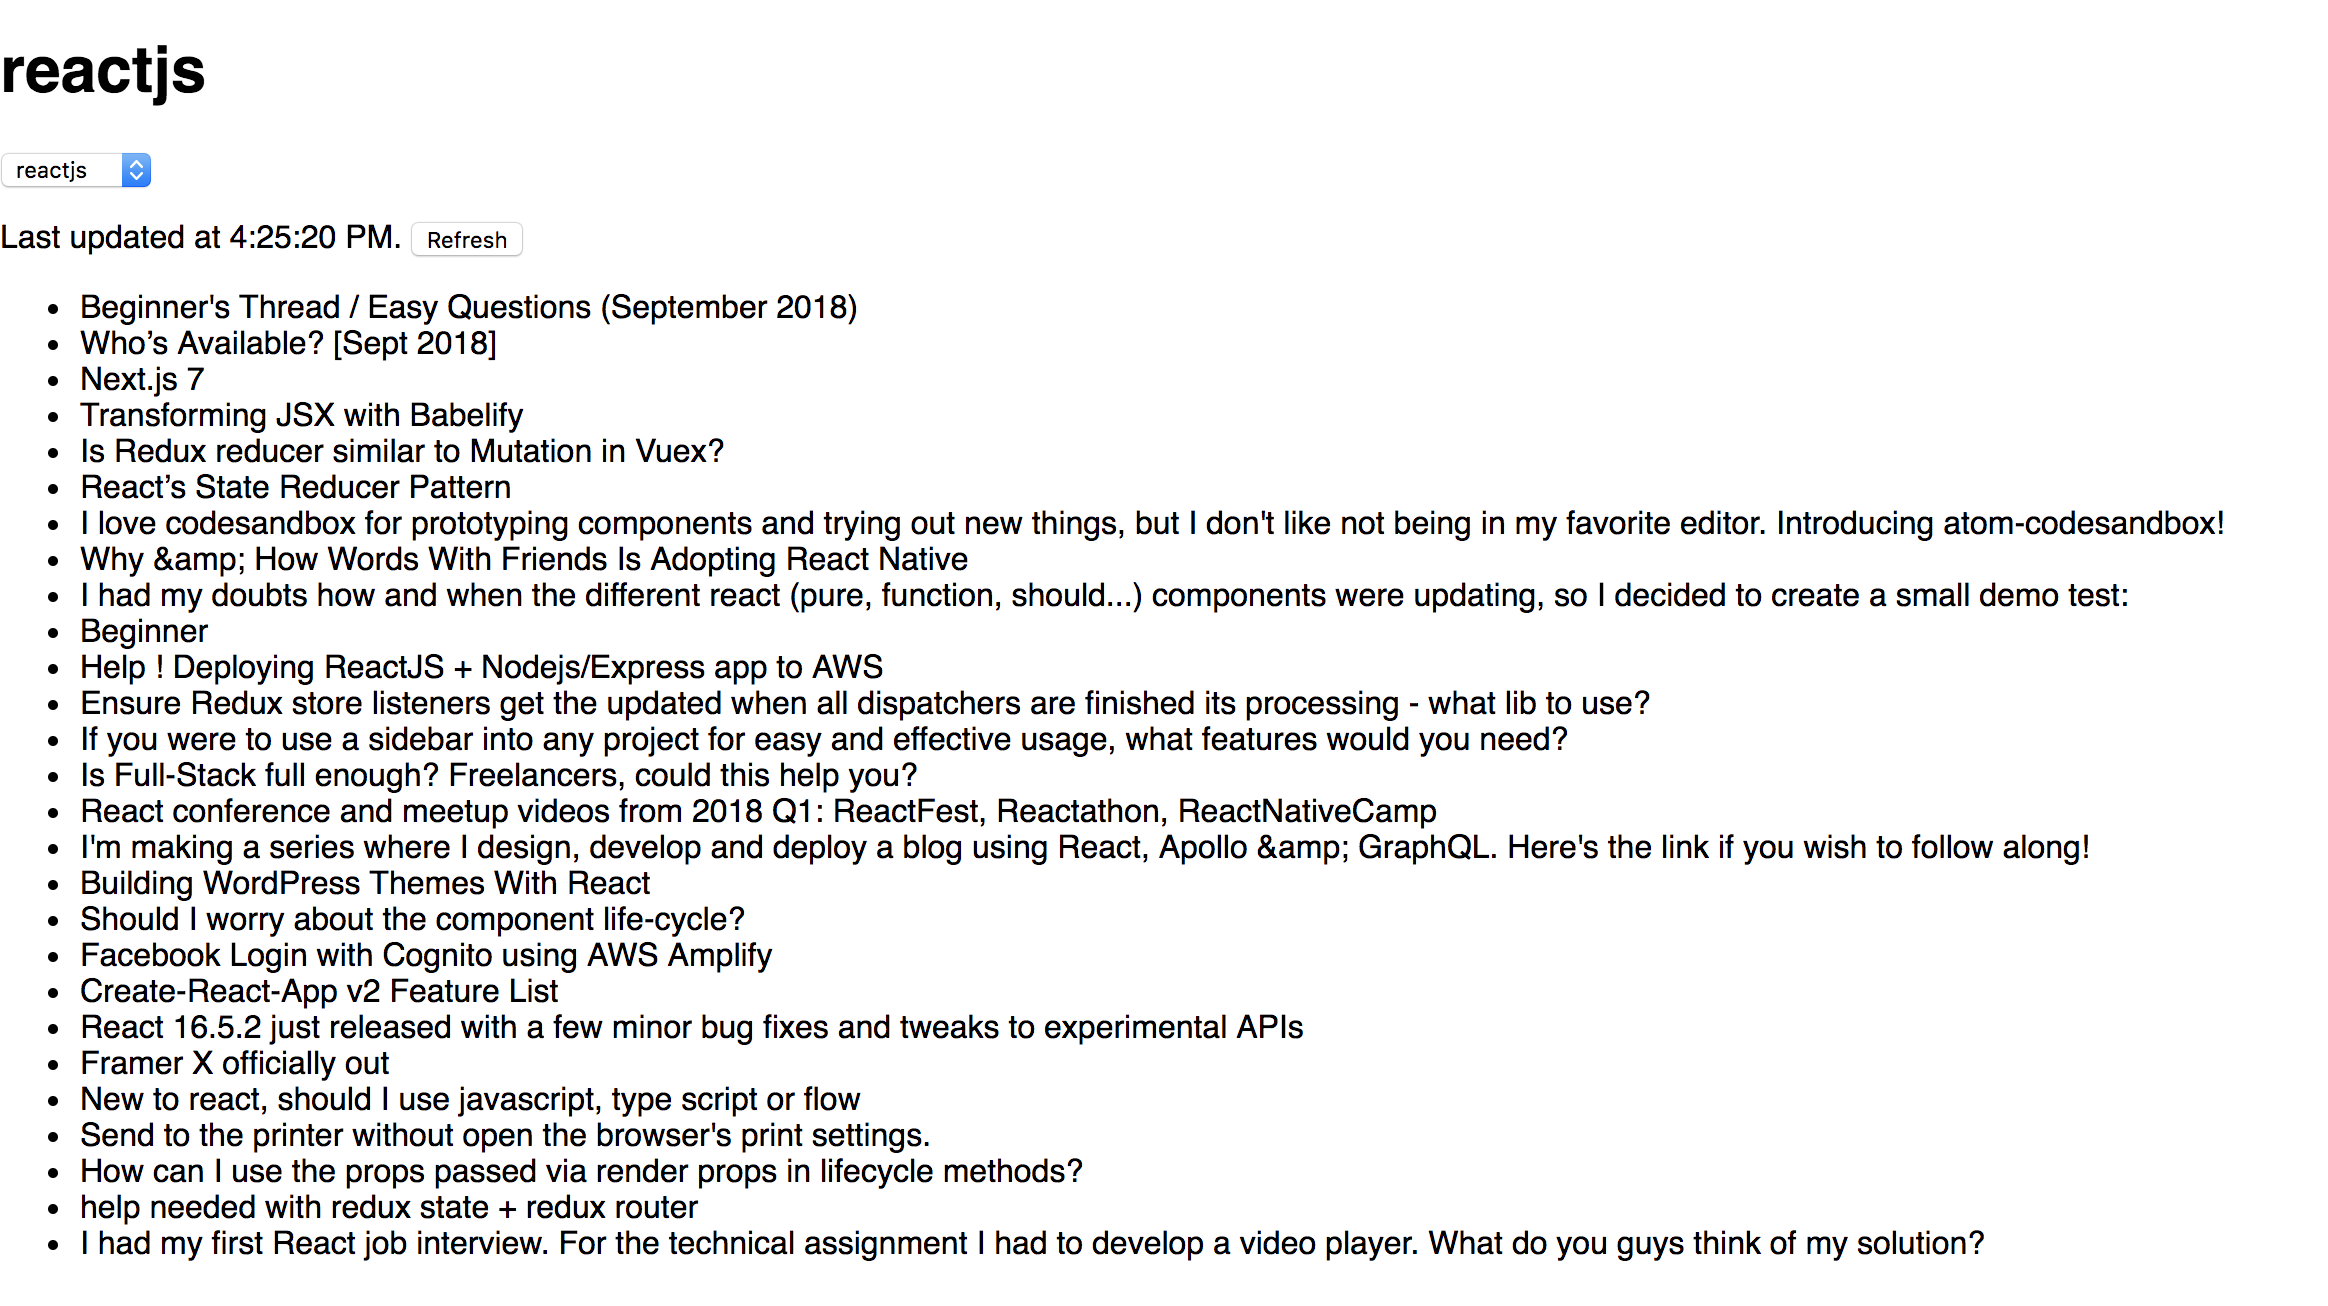 reactjs
reactjs
Last updated at 4:25:20 PM. Refresh
Beginner's Thread / Easy Questions (September 2018)
Who’s Available? [Sept 2018]
Next.js 7
Transforming JSX with Babelify
Is Redux reducer similar to Mutation in Vuex?
React’s State Reducer Pattern
I love codesandbox for prototyping components and trying out new things, but I don't like not being in my favorite editor. Introducing atom-codesandbox!
Why &amp; How Words With Friends Is Adopting React Native
I had my doubts how and when the different react (pure, function, should...) components were updating, so I decided to create a small demo test:
Beginner
Help ! Deploying ReactJS + Nodejs/Express app to AWS
Ensure Redux store listeners get the updated when all dispatchers are finished its processing - what lib to use?
If you were to use a sidebar into any project for easy and effective usage, what features would you need?
Is Full-Stack full enough? Freelancers, could this help you?
React conference and meetup videos from 2018 Q1: ReactFest, Reactathon, ReactNativeCamp
I'm making a series where I design, develop and deploy a blog using React, Apollo &amp; GraphQL. Here's the link if you wish to follow along!
Building WordPress Themes With React
Should I worry about the component life-cycle?
Facebook Login with Cognito using AWS Amplify
Create-React-App v2 Feature List
React 16.5.2 just released with a few minor bug fixes and tweaks to experimental APIs
Framer X officially out
New to react, should I use javascript, type script or flow
Send to the printer without open the browser's print settings.
How can I use the props passed via render props in lifecycle methods?
help needed with redux state + redux router
I had my first React job interview. For the technical assignment I had to develop a video player. What do you guys think of my solution?